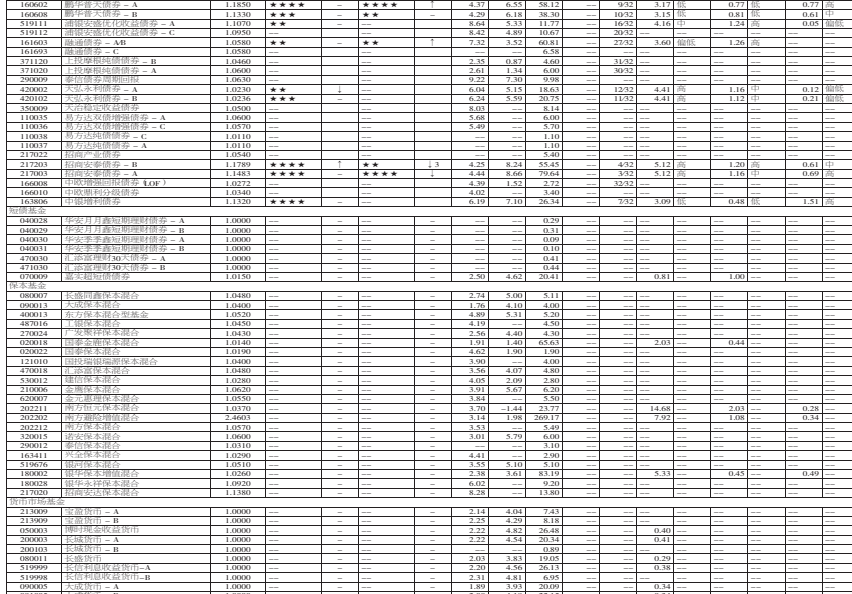 160602 鹏华普天债券－A 1.1850 ★★★★ － ★★★★ ↑ 4.37 6.55 58.12 — 9/32 3.17 低 0.77 低 0.77 高
160608 鹏华普天债券－B 1.1330 ★★★ － ★★ － 4.29 6.18 38.30 — 10/32 3.15 低 0.81 低 0.61 中
519111 浦银安盛优化收益债券－A 1.1070 ★★ — 8.64 5.33 11.77 — 16/32 4.16 中 1.24 高 0.05 偏低
519112 浦银安盛优化收益债券－C 1.0950 — — 8.42 4.89 10.67 — 20/32 — — —
161603 融通债券－A/B 1.0580 ★★ － ★★ ↑ 7.32 3.52 60.81 — 27/32 3.60 偏低 1.26 高 —
161693 融通债券－C 1.0580 — — — — 6.58 — — — — —
371120 上投摩根纯债债券－B 1.0460 — — 2.35 0.87 4.60 — 31/32 — — —
371020 上投摩根纯债债券－A 1.0600 — — 2.61 1.34 6.00 — 30/32 — — —
290009 泰信债券周期回报 1.0630 — — 9.22 7.30 9.98 — — — — —
420002 天弘永利债券－A 1.0230 ★★ ↓ — － 6.04 5.15 18.63 — 12/32 4.41 高 1.16 中 0.12 偏低
420102 天弘永利债券－B 1.0236 ★★★ － — － 6.24 5.59 20.75 — 11/32 4.41 高 1.12 中 0.21 偏低
350009 天治稳定收益债券 1.0500 — — 8.03 — 8.14 — — — — —
110035 易方达双债增强债券－A 1.0600 — — 5.68 — 6.00 — — — — —
110036 易方达双债增强债券－C 1.0570 — — 5.49 — 5.70 — — — — —
110038 易方达纯债债券－C 1.0110 — — — — 1.10 — — — — —
110037 易方达纯债债券－A 1.0110 — — — — 1.10 — — — — —
217022 招商产业债券 1.0540 — — — — 5.40 — — — — —
217203 招商安泰债券－B 1.1789 ★★★★ ↑ ★★ ↓3 4.25 8.24 55.45 — 4/32 5.12 高 1.20 高 0.61 中
217003 招商安泰债券－A 1.1483 ★★★★ － ★★★★ ↓ 4.44 8.66 79.64 — 3/32 5.12 高 1.16 中 0.69 高
166008 中欧增强回报债券(LOF) 1.0272 — － — － 4.39 1.52 2.72 — 32/32 — — —
166010 中欧鼎利分级债券 1.0340 — － — － 4.02 — 3.40 — — — — —
163806 中银增利债券 1.1320 ★★★★ － — － 6.19 7.10 26.34 — 7/32 3.09 低 0.48 低 1.51 高
短债基金
040028 华安月月鑫短期理财债券－A 1.0000 — － — － — — 0.29 — — — — —
040029 华安月月鑫短期理财债券－B 1.0000 — － — － — — 0.31 — — — — —
040030 华安季季鑫短期理财债券－A 1.0000 — － — － — — 0.09 — — — — —
040031 华安季季鑫短期理财债券－B 1.0000 — － — － — — 0.10 — — — — —
470030 汇添富理财30天债券－A 1.0000 — － — － — — 0.41 — — — — —
471030 汇添富理财30天债券－B 1.0000 — － — － — — 0.44 — — — — —
070009 嘉实超短债债券 1.0150 — － — － 2.50 4.62 20.41 — — 0.81 — 1.00 — —
保本基金
080007 长盛同鑫保本混合 1.0480 — － — － 2.74 5.00 5.11 — — — — —
090013 大成保本混合 1.0400 — － — － 1.76 4.10 4.00 — — — — —
400013 东方保本混合型基金 1.0520 — － — － 4.89 5.31 5.20 — — — — —
487016 工银保本混合 1.0450 — － — － 4.19 — 4.50 — — — — —
270024 广发聚祥保本混合 1.0430 — － — － 2.56 4.40 4.30 — — — — —
020018 国泰金鹿保本混合 1.0140 — － — － 1.91 1.40 65.63 — — 2.03 — 0.44 — —
020022 国泰保本混合 1.0190 — － — － 4.62 1.90 1.90 — — — — —
121010 国投瑞银瑞源保本混合 1.0400 — － — － 3.90 — 4.00 — — — — —
470018 汇添富保本混合 1.0480 — － — － 3.56 4.07 4.80 — — — — —
530012 建信保本混合 1.0280 — － — － 4.05 2.09 2.80 — — — — —
210006 金鹰保本混合 1.0620 — － — － 3.91 5.67 6.20 — — — — —
620007 金元惠理保本混合 1.0550 — － — － 3.84 — 5.50 — — — — —
202211 南方恒元保本混合 1.0370 — － — － 3.70 −1.44 23.77 — — 14.68 — 2.03 — 0.28 —
202202 南方避险增值混合 2.4603 — － — － 3.14 1.98 269.17 — — 7.92 — 1.08 — 0.34 —
202212 南方保本混合 1.0570 — － — － 3.53 — 5.49 — — — — —
320015 诺安保本混合 1.0600 — － — － 3.01 5.79 6.00 — — — — —
290012 泰信保本混合 1.0310 — － — － — — 3.10 — — — — —
163411 兴全保本混合 1.0290 — － — － 4.41 — 2.90 — — — — —
519676 银河保本混合 1.0510 — － — － 3.55 5.10 5.10 — — — — —
180002 银华保本增值混合 1.0260 — － — － 2.38 3.61 83.19 — — 5.33 — 0.45 — 0.49 —
180028 银华永祥保本混合 1.0920 — － — － 6.02 — 9.20 — — — — —
217020 招商安达保本混合 1.1380 — － — － 8.28 — 13.80 — — — — —
货币市场基金
213009 宝盈货币－A 1.0000 — － — － 2.14 4.04 7.43 — — — — —
213909 宝盈货币－B 1.0000 — － — － 2.25 4.29 8.18 — — — — —
050003 博时现金收益货币 1.0000 — － — － 2.22 4.82 26.48 — — 0.40 — — — —
200003 长城货币－A 1.0000 — － — － 2.22 4.54 20.34 — — 0.41 — — — —
200103 长城货币－B 1.0000 — － — － — — 0.89 — — — — —
080011 长盛货币 1.0000 — － — － 2.03 3.83 19.05 — — 0.29 — — — —
519999 长信利息收益货币－A 1.0000 — － — － 2.20 4.56 26.13 — — 0.38 — — — —
519998 长信利息收益货币－B 1.0000 — － — － 2.31 4.81 6.95 — — — — —
090005 大成货币－A 1.0000 — － — － 1.89 3.93 20.09 — — 0.34 — — — —